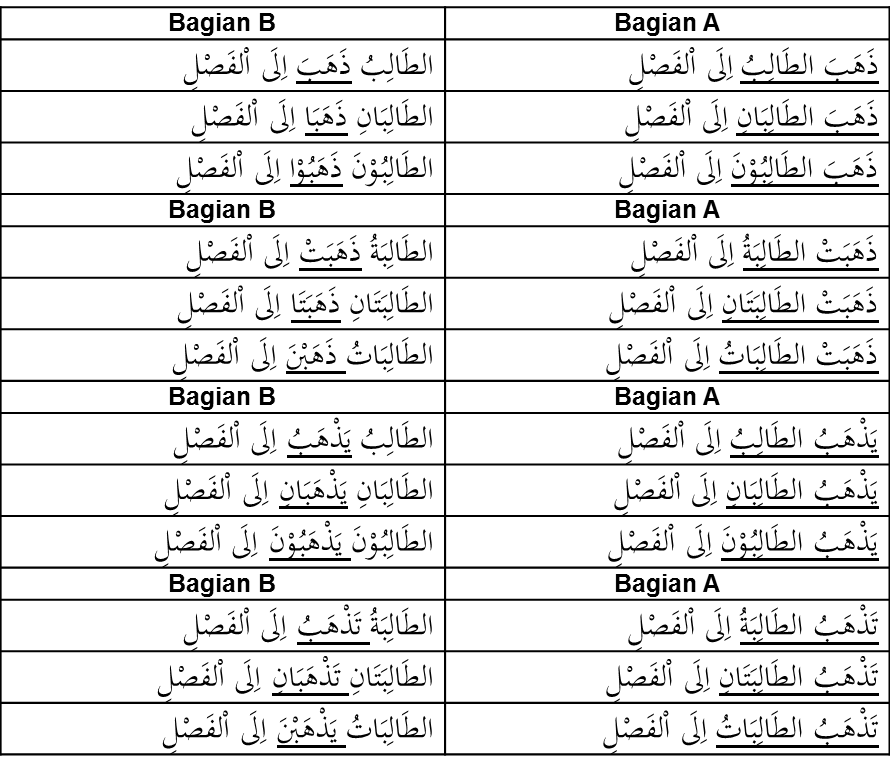 Bagian B Bagian A
ذَهَبَ الطَالِبُ اِلَى اْلفَصْلِ الطَالِبُ ذَهَبَ اِلَى اْلفَصْلِ
ذَهَبَ الطَالِبَانِ اِلَى اْلفَصْلِ الطَالِبَانِ ذَهَبَا اِلَى اْلفَصْلِ
ذَهَبَ الطَالِبُوْنَ اِلَى اْلفَصْلِ الطَالِبُوْنَ ذَهَبُوْا اِلَى اْلفَصْلِ
Bagian B Bagian A
ذَهَبَتْ الطَالِبَةُ اِلَى اْلفَصْلِ الطَالِبَةُ ذَهَبَتْ اِلَى اْلفَصْلِ
ذَهَبَتْ الطَالِبَتَانِ اِلَى اْلفَصْلِ الطَالِبَتَانِ ذَهَبَتَا اِلَى اْلفَصْلِ
ذَهَبَتْ الطَالِبَاتُ اِلَى اْلفَصْلِ الطَالِبَاتُ ذَهَبْنَ اِلَى اْلفَصْلِ
Bagian B Bagian A
يَذْهَبُ الطَالِبُ اِلَى اْلفَصْلِ الطَالِبُ يَذْهَبُ اِلَى اْلفَصْلِ
يَذْهَبُ الطَالِبَانِ اِلَى اْلفَصْلِ الطَالِبَانِ يَذْهَبَانِ اِلَى اْلفَصْلِ
يَذْهَبُ الطَالِبُوْنَ اِلَى اْلفَصْلِ الطَالِبُوْنَ يَذْهَبُوْنَ اِلَى اْلفَصْلِ
Bagian B Bagian A
تَذْهَبُ الطَالِبَةُ اِلَى اْلفَصْلِ الطَالِبَةُ تَذْهَبُ اِلَى اْلفَصْلِ
تَذْهَبُ الطَالِبَتَانِ اِلَى اْلفَصْلِ الطَالِبَتَانِ تَذْهَبَانِ اِلَى اْلفَصْلِ
تَذْهَبُ الطَالِبَاتُ اِلَى اْلفَصْلِ الطَالِبَاتُ يَذْهَبْنَ اِلَى اْلفَصْلِ